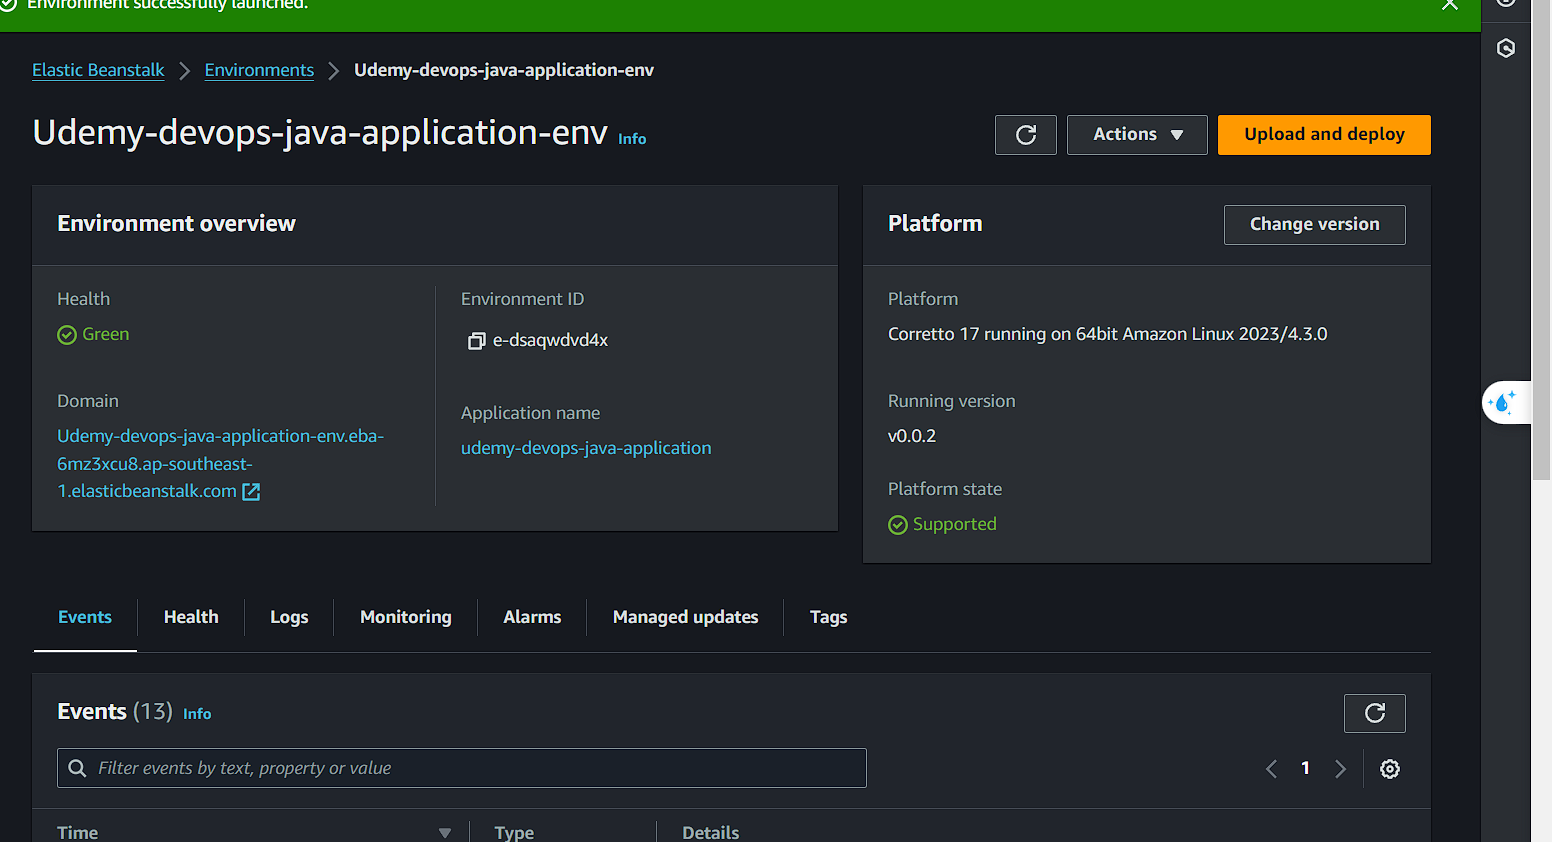 Environment successfully launched.
Elastic Beanstalk Environments Udemy-devops-java-application-env
Udemy-devops-java-application-env Info
Actions Upload and deploy
Environment overview
Health
Green
Domain
Udemy-devops-java-application-env.eba-
6mz3xcu8.ap-southeast-
1.elasticbeanstalk.com
Environment ID
e-dsaqwdvd4x
Application name
udemy-devops-java-application
Platform
Change version
Platform
Corretto 17 running on 64bit Amazon Linux 2023/4.3.0
Running version
v0.0.2
Platform state
Supported
Events Health Logs Monitoring Alarms Managed updates Tags
Events (13) Info
Filter events by text, property or value
1
Time Type Details